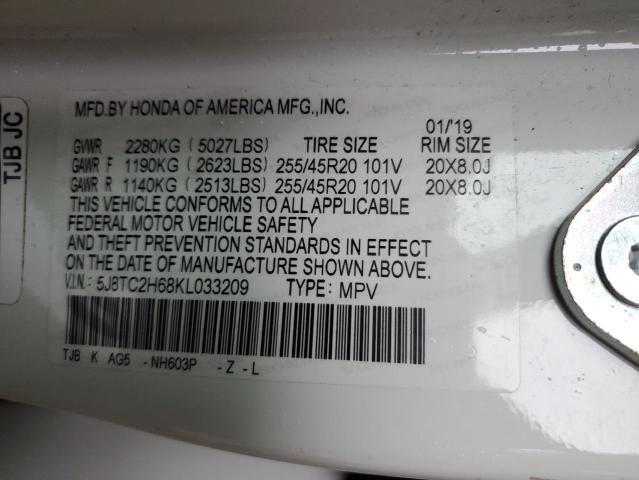 MFD.BY HONDA OF AMERICA MFG.,INC.
01/'19
GVWR 2280KG (5027LBS) TIRE SIZE RIM SIZE
GAWR F 1190KG (2623LBS) 255/45R20 101V 20X8.0J
GAWR R 1140KG (2513LBS) 255/45R20 101V 20X8.0J
THIS VEHICLE CONFORMS TO ALL APPLICABLE
FEDERAL MOTOR VEHICLE SAFETY
AND THEFT PREVENTION STANDARDS IN EFFECT
ON THE DATE OF MANUFACTURE SHOWN ABOVE.
V.I.N.: 5J8TC2H68KL033209 TYPE: MPV
TJB K AG5 -NH603P -Z-L
TJB JC